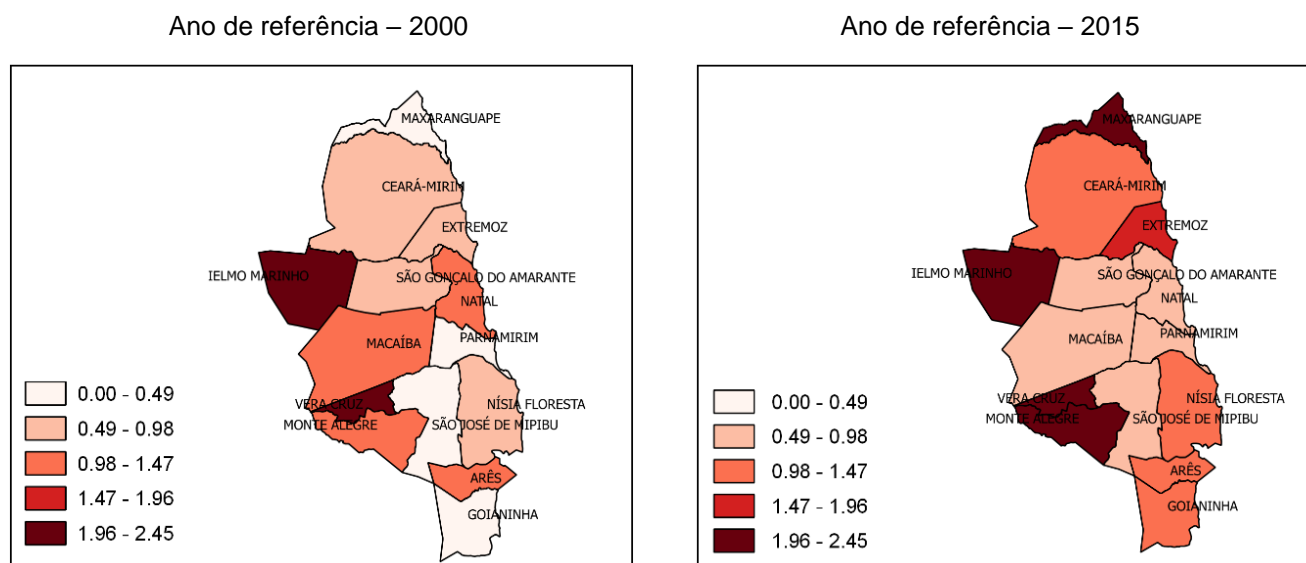 Ano de referência – 2000
MAXARANGUAPE
CEARÁ-MIRIM
EXTREMOZ
IELMO MARINHO
SÃO GONÇALO DO AMARANTE
NATAL
PARNAMIRIM
MACAÍBA
VERA CRUZ
NÍSIA FLORESTA
MONTE ALEGRE
SÃO JOSÉ DE MIPIBU
ARÊS
GOIANINHA
0.00 - 0.49
0.49 - 0.98
0.98 - 1.47
1.47 - 1.96
1.96 - 2.45
Ano de referência – 2015
MAXARANGUAPE
CEARÁ-MIRIM
EXTREMOZ
IELMO MARINHO
SÃO GONÇALO DO AMARANTE
NATAL
PARNAMIRIM
MACAÍBA
VERA CRUZ
NÍSIA FLORESTA
MONTE ALEGRE
SÃO JOSÉ DE MIPIBU
ARÊS
GOIANINHA
0.00 - 0.49
0.49 - 0.98
0.98 - 1.47
1.47 - 1.96
1.96 - 2.45